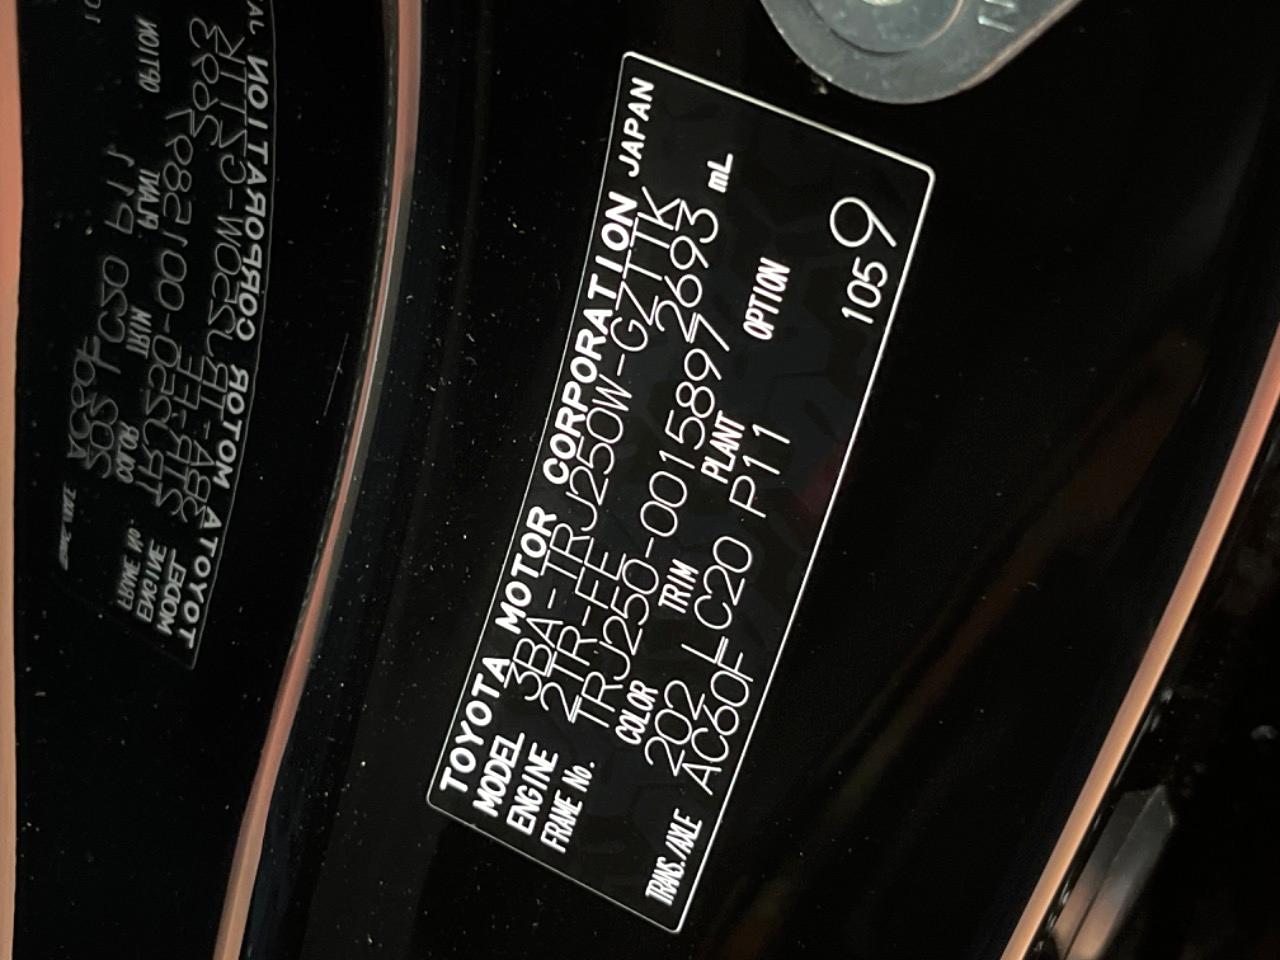 TOYOTA MOTOR CORPORATION JAPAN
MODEL 3BA-TRJ250W-GZTTK
ENGINE 2TR-FE 2693 mL
FRAME No. TRJ250-0015897
COLOR TRIM PLANT OPTION
202 LC20 P11
TRANS./AXLE AC60F
1059